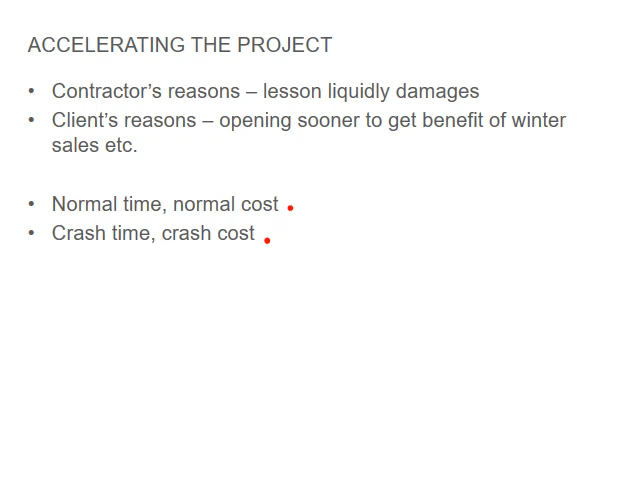 ACCELERATING THE PROJECT
• Contractor’s reasons – lesson liquidly damages
• Client’s reasons – opening sooner to get benefit of winter
sales etc.
• Normal time, normal cost
• Crash time, crash cost